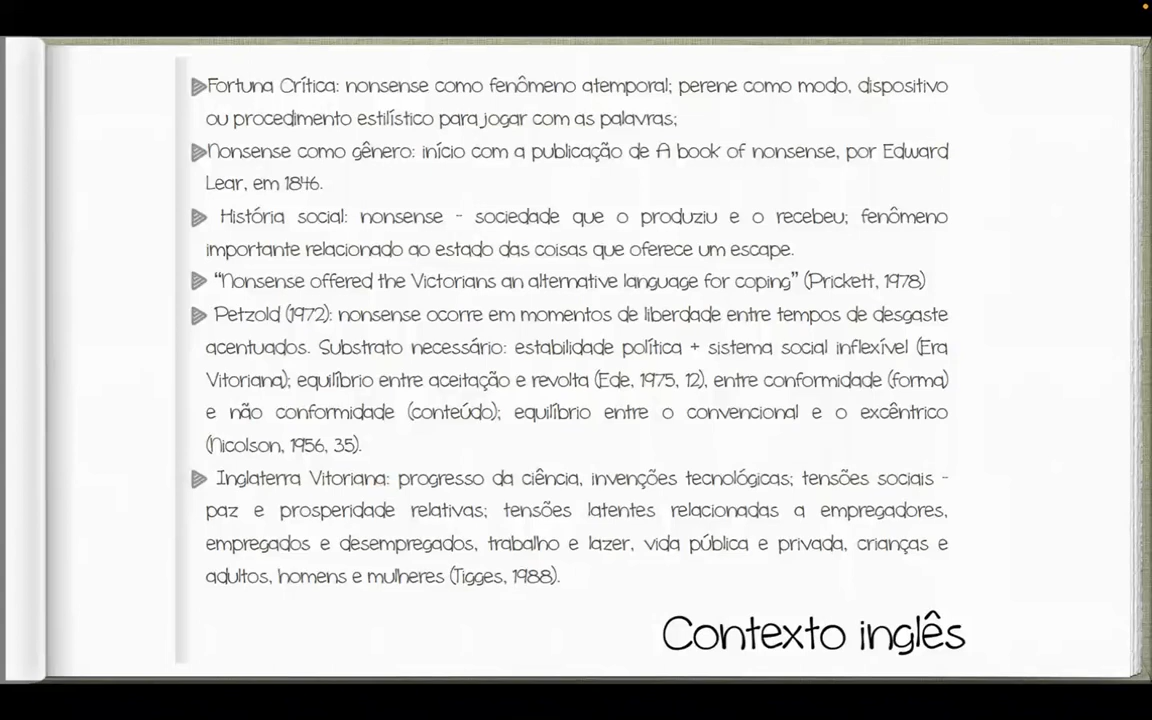 Fortuna Crítica: nonsense como fenômeno atemporal; perene como modo, dispositivo
ou procedimento estilístico para jogar com as palavras;
Nonsense como gênero: início com a publicação de A book of nonsense, por Edward
Lear, em 1846.
História social: nonsense - sociedade que o produziu e o recebeu; fenômeno
importante relacionado ao estado das coisas que oferece um escape.
“Nonsense offered the Victorians an alternative language for coping” (Prickett, 1978)
Petzold (1972): nonsense ocorre em momentos de liberdade entre tempos de desgaste
acentuados. Substrato necessário: estabilidade política + sistema social inflexível (Era
Vitoriana); equilíbrio entre aceitação e revolta (Ede, 1975, 12), entre conformidade (forma)
e não conformidade (conteúdo); equilíbrio entre o convencional e o excêntrico
(Nicolson, 1956, 35).
Inglaterra Vitoriana: progresso da ciência, invenções tecnológicas; tensões sociais -
paz e prosperidade relativas; tensões latentes relacionadas a empregadores,
empregados e desempregados, trabalho e lazer, vida pública e privada, crianças e
adultos, homens e mulheres (Tigges, 1988).
Contexto inglês